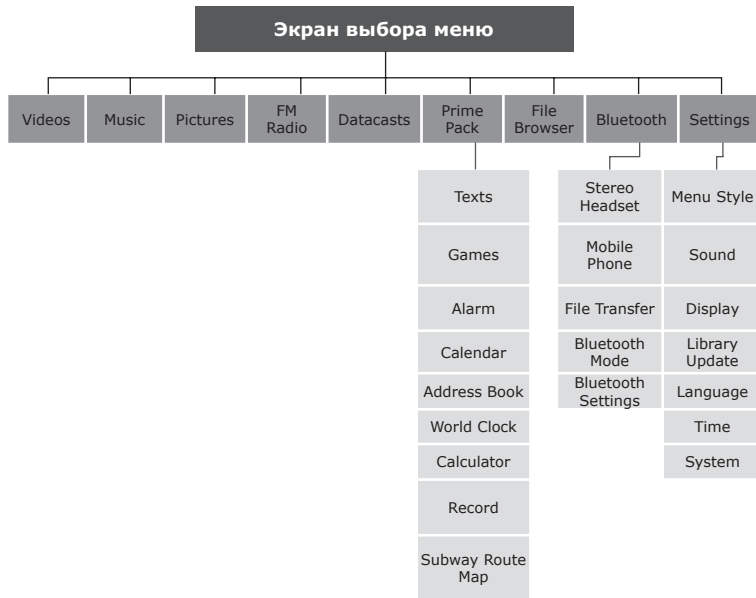 Экран выбора меню
Videos
Music
Pictures
FM
Radio
Datacasts
Prime
Pack
File
Browser
Bluetooth
Settings
Texts
Games
Alarm
Calendar
Address Book
World Clock
Calculator
Record
Subway Route
Map
Stereo
Headset
Mobile
Phone
File Transfer
Bluetooth
Mode
Bluetooth
Settings
Menu Style
Sound
Display
Library
Update
Language
Time
System